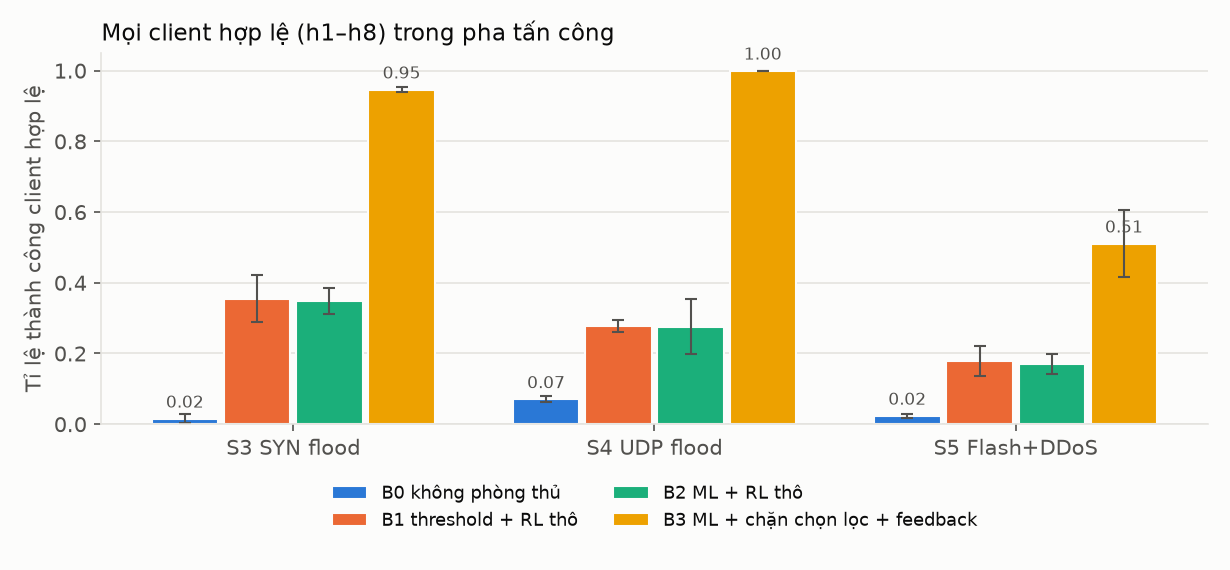 Mọi client hợp lệ (h1–h8) trong pha tấn công
Tỉ lệ thành công client hợp lệ
1.0
0.8
0.6
0.4
0.2
0.0
0.02
0.95
0.07
1.00
0.02
0.51
S3 SYN flood
S4 UDP flood
S5 Flash+DDoS
B0 không phòng thủ
B1 threshold + RL thô
B2 ML + RL thô
B3 ML + chặn chọn lọc + feedback